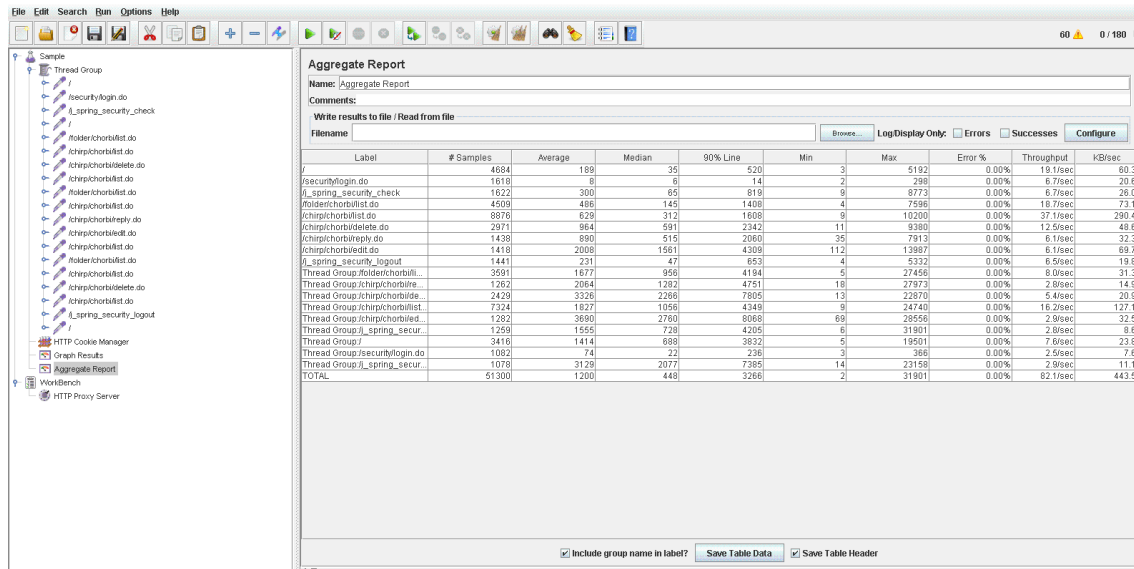 File Edit Search Run Options Help
60 0 / 180
Sample
Thread Group
/
/security/login.do
/j_spring_security_check
/
/folder/chorbi/list.do
/chirp/chorbi/list.do
/chirp/chorbi/delete.do
/chirp/chorbi/list.do
/folder/chorbi/list.do
/chirp/chorbi/list.do
/chirp/chorbi/reply.do
/chirp/chorbi/edit.do
/chirp/chorbi/list.do
/folder/chorbi/list.do
/chirp/chorbi/list.do
/chirp/chorbi/delete.do
/chirp/chorbi/list.do
/j_spring_security_logout
/
HTTP Cookie Manager
Graph Results
Aggregate Report
WorkBench
HTTP Proxy Server
Aggregate Report
Name: Aggregate Report
Comments:
Write results to file / Read from file
Filename Browse... Log/Display Only: Errors Successes Configure
Label # Samples Average Median 90% Line Min Max Error % Throughput KB/sec
/ 4684 189 35 520 3 5192 0.00% 19.1/sec 60.3
/security/login.do 1618 8 6 14 2 298 0.00% 6.7/sec 20.6
/j_spring_security_check 1622 300 65 819 9 8773 0.00% 6.7/sec 26.0
/folder/chorbi/list.do 4509 486 145 1408 4 7596 0.00% 18.7/sec 73.1
/chirp/chorbi/list.do 8876 629 312 1608 9 10200 0.00% 37.1/sec 290.4
/chirp/chorbi/delete.do 2971 964 591 2342 11 9380 0.00% 12.5/sec 48.6
/chirp/chorbi/reply.do 1438 890 515 2060 35 7913 0.00% 6.1/sec 32.3
/chirp/chorbi/edit.do 1418 2008 1561 4309 112 13987 0.00% 6.1/sec 69.7
/j_spring_security_logout 1441 231 47 653 4 5332 0.00% 6.5/sec 19.8
Thread Group:/folder/chorbi/li... 3591 1677 956 4194 5 27456 0.00% 8.0/sec 31.3
Thread Group:/chirp/chorbi/re... 1262 2064 1282 4751 18 27973 0.00% 2.8/sec 14.9
Thread Group:/chirp/chorbi/de... 2429 3326 2266 7805 13 22870 0.00% 5.4/sec 20.9
Thread Group:/chirp/chorbi/list... 7324 1827 1056 4349 9 24740 0.00% 16.2/sec 127.1
Thread Group:/chirp/chorbi/ed... 1282 3690 2760 8068 69 28556 0.00% 2.9/sec 32.5
Thread Group:/j_spring_secur... 1259 1555 728 4205 6 31901 0.00% 2.8/sec 8.6
Thread Group:/ 3416 1414 688 3832 5 19501 0.00% 7.6/sec 23.8
Thread Group:/security/login.do 1082 74 22 236 3 366 0.00% 2.5/sec 7.6
Thread Group:/j_spring_secur... 1078 3129 2077 7385 14 23158 0.00% 2.9/sec 11.1
TOTAL 51300 1200 448 3266 2 31901 0.00% 82.1/sec 443.5
Include group name in label? Save Table Data Save Table Header